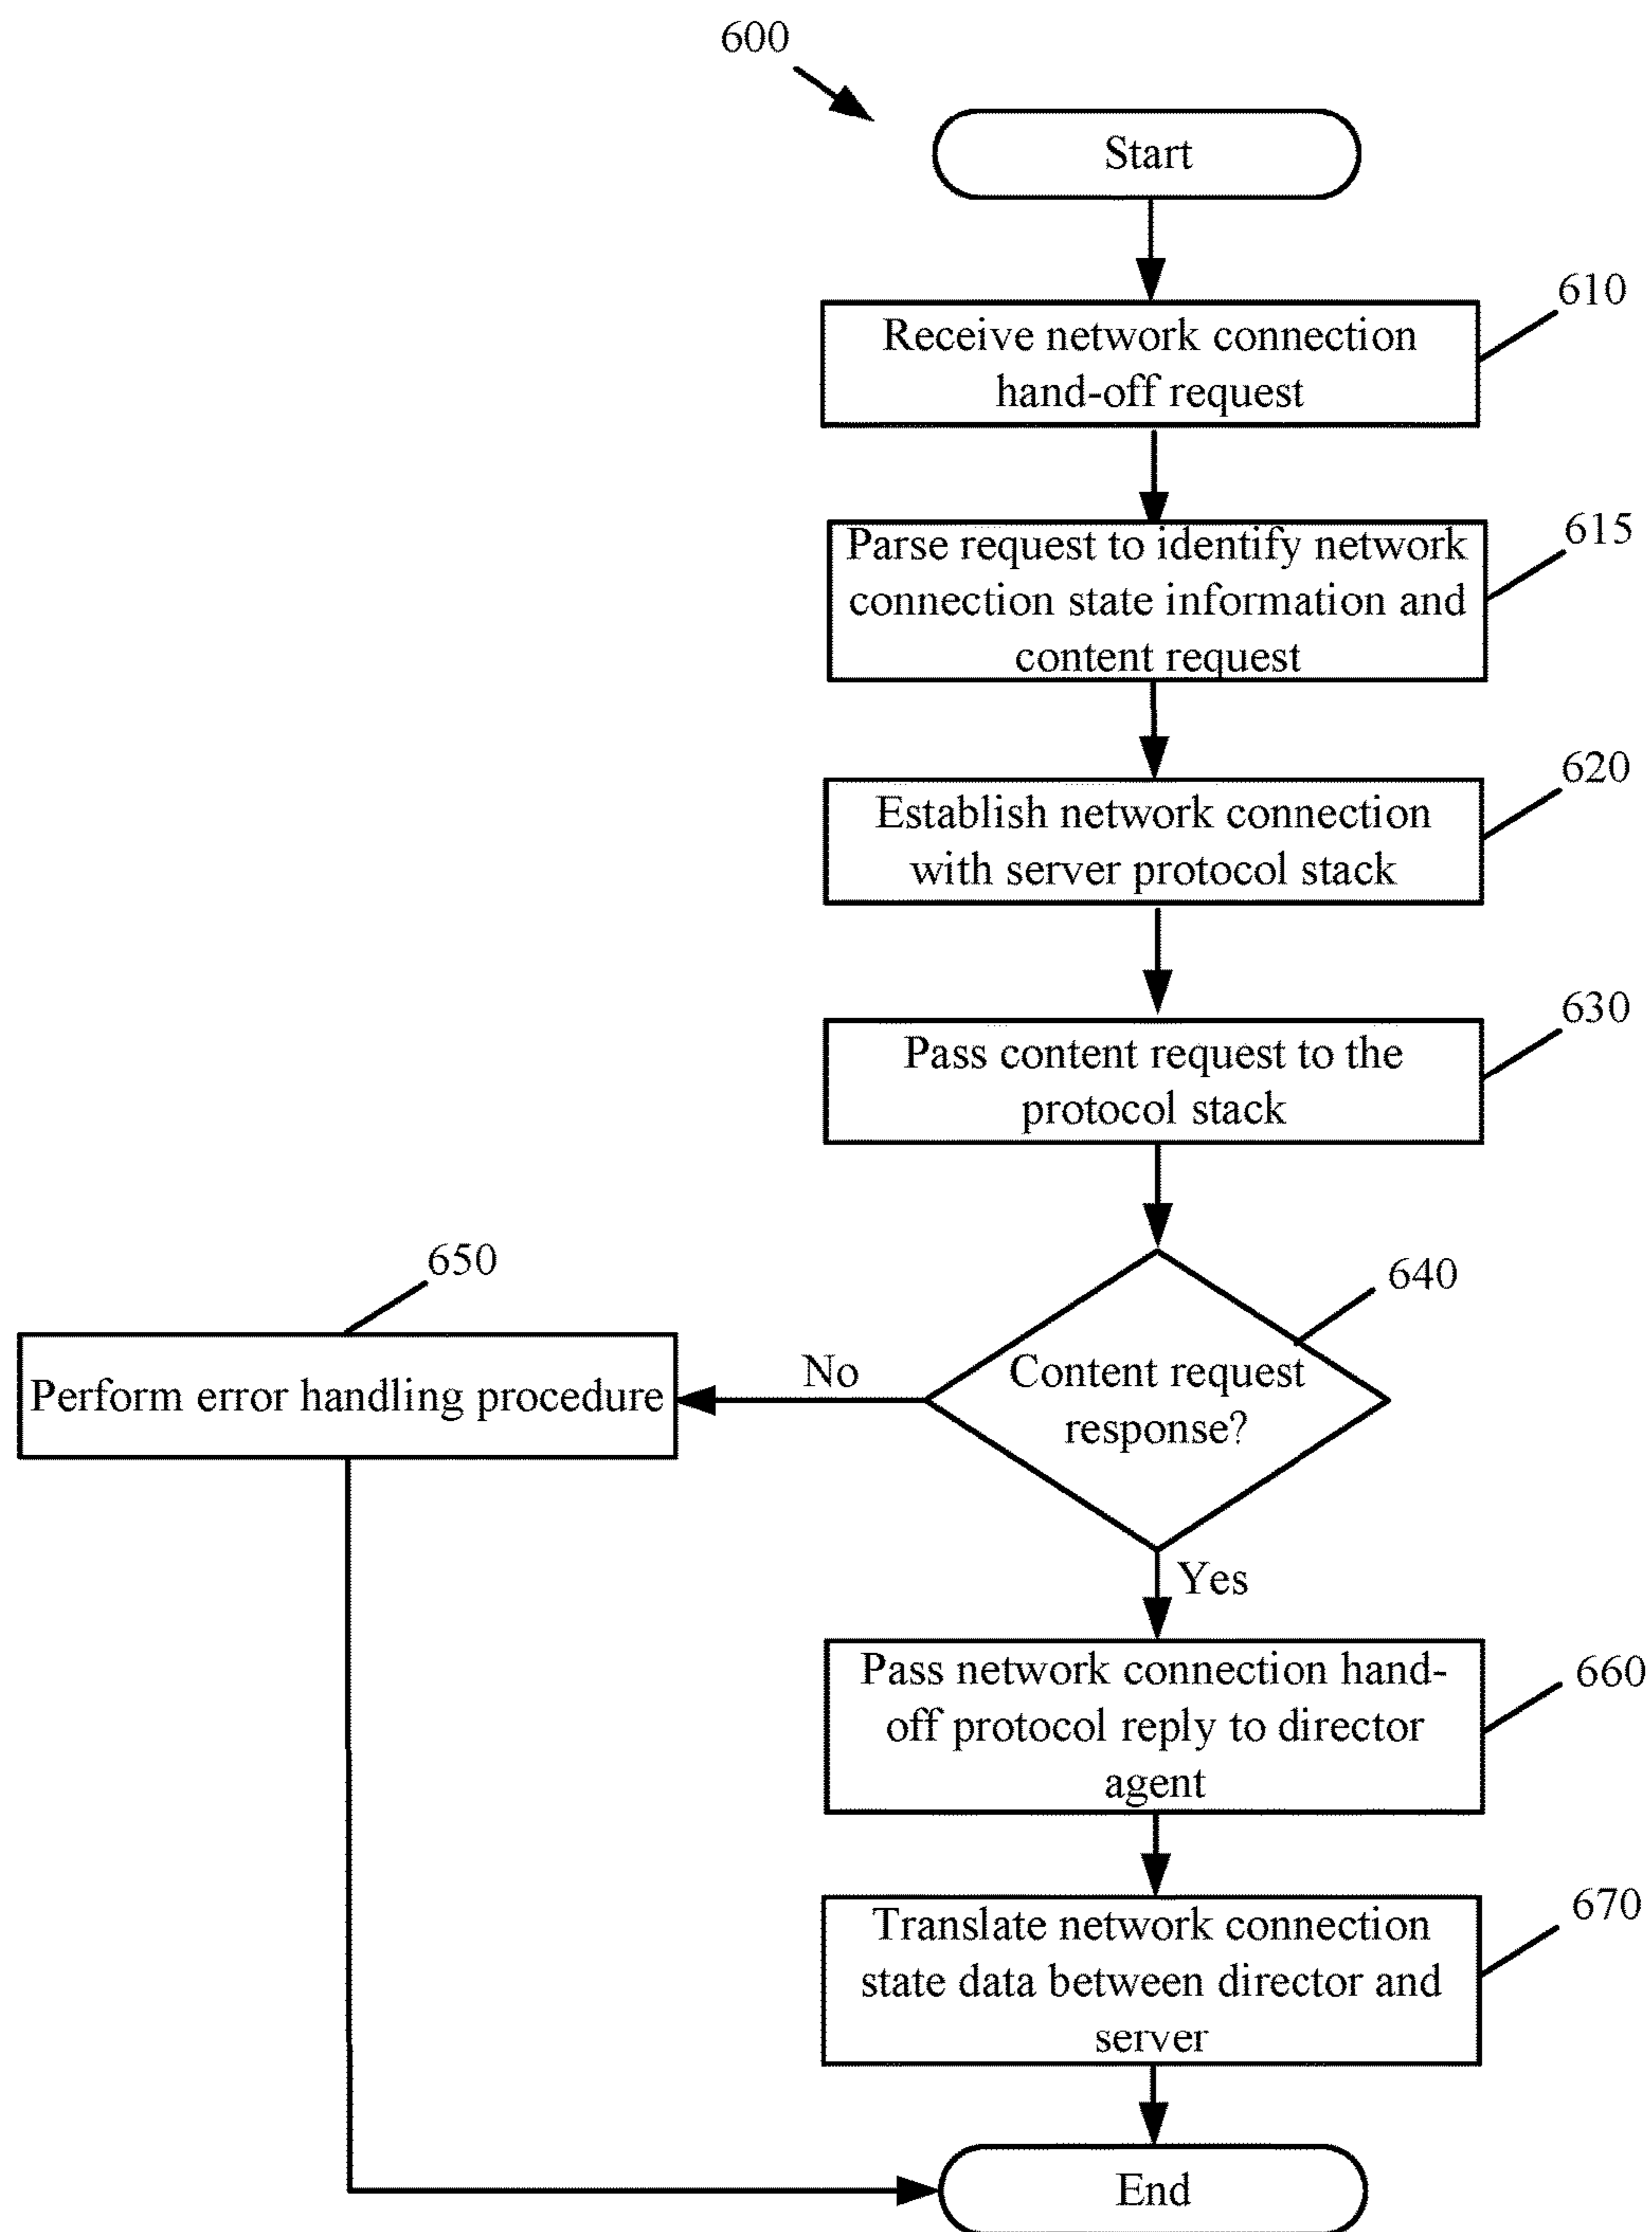 600
Start
610
Receive network connection
hand-off request
615
Parse request to identify network
connection state information and
content request
620
Establish network connection
with server protocol stack
630
Pass content request to the
protocol stack
640
Content request
response?
No
650
Perform error handling procedure
Yes
660
Pass network connection hand-
off protocol reply to director
agent
670
Translate network connection
state data between director and
server
End